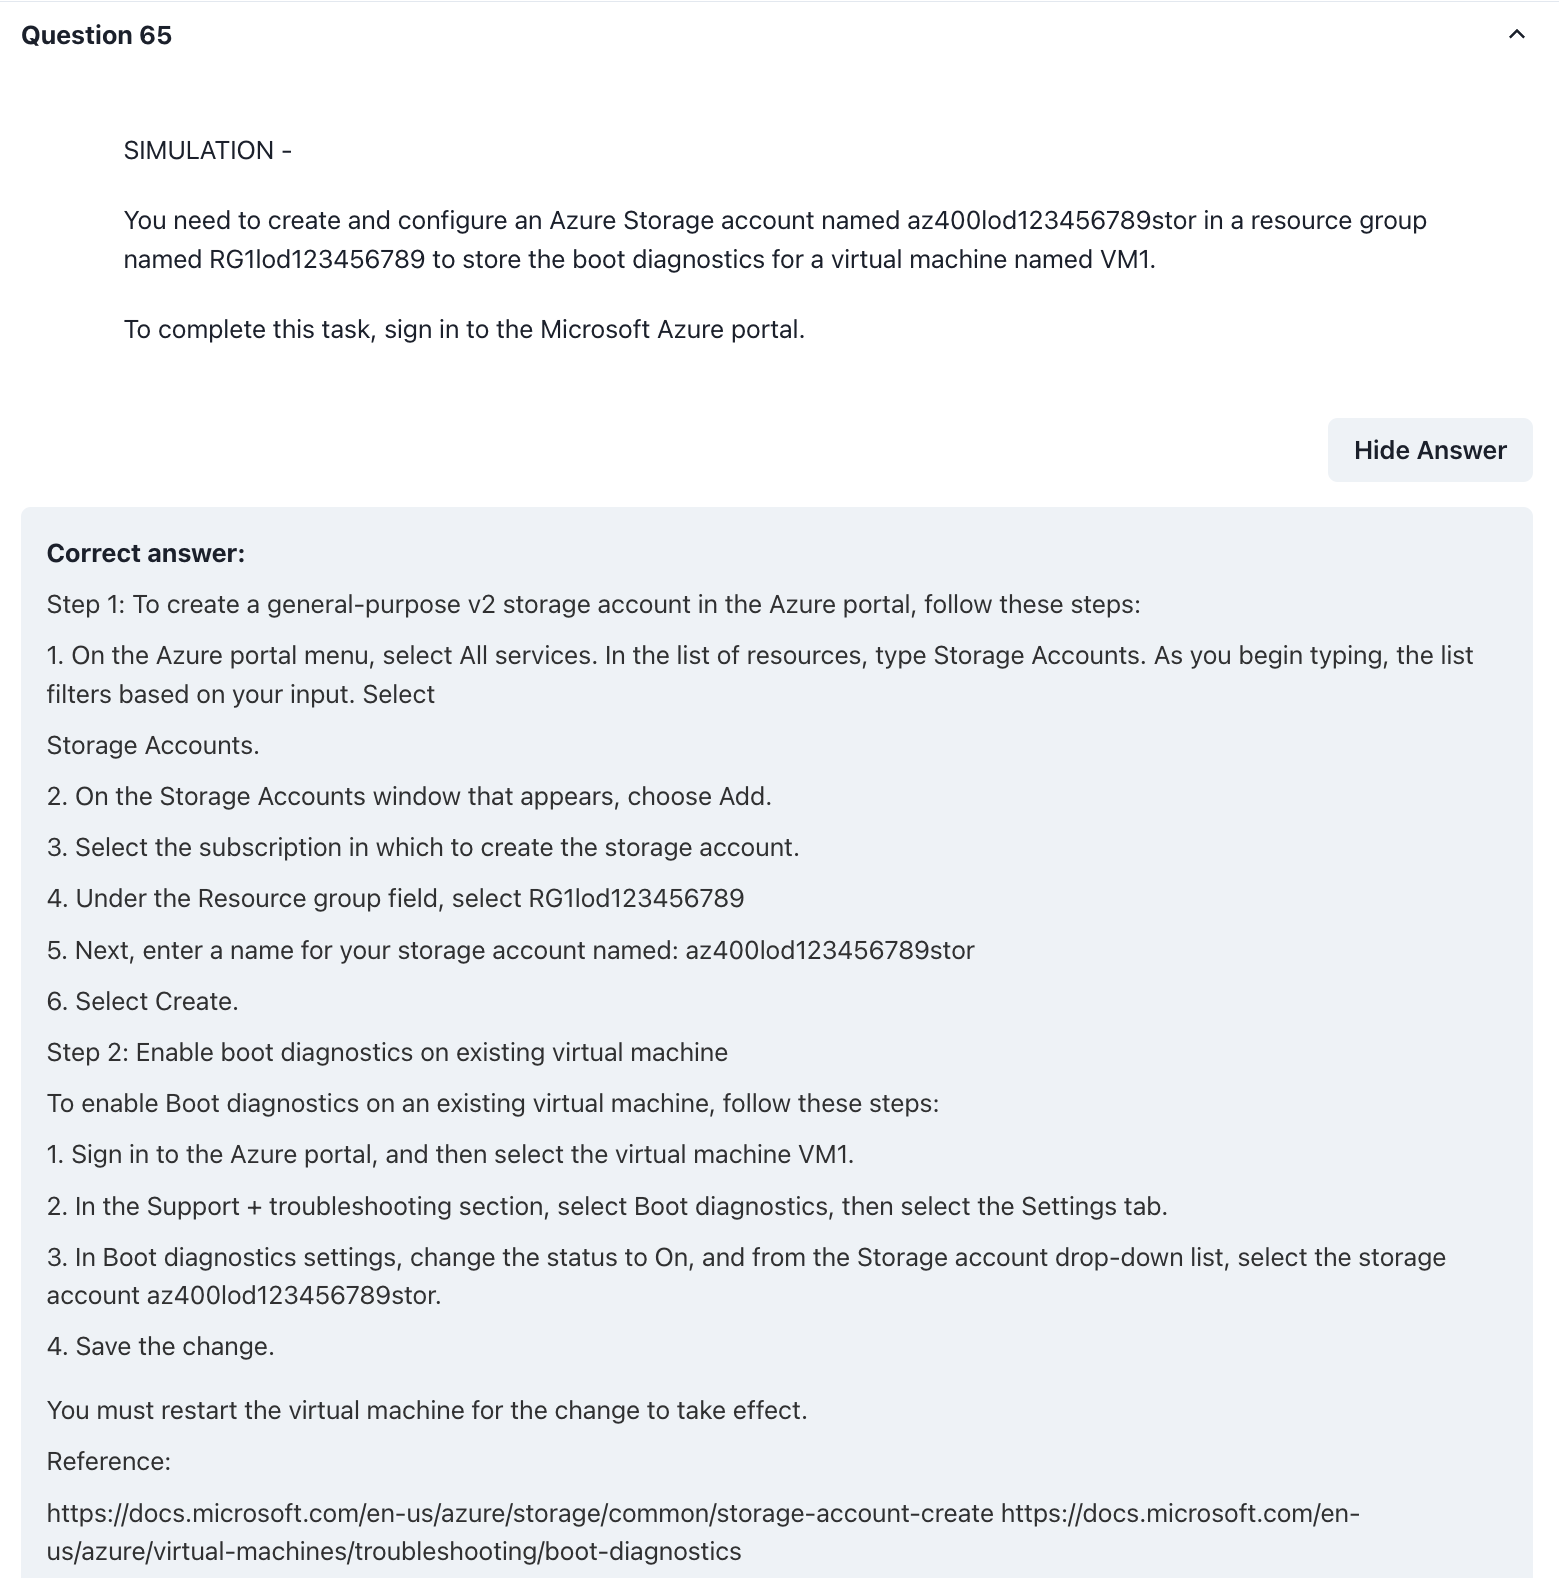 Question 65
SIMULATION -
You need to create and configure an Azure Storage account named az400lod123456789stor in a resource group
named RG1lod123456789 to store the boot diagnostics for a virtual machine named VM1.
To complete this task, sign in to the Microsoft Azure portal.
Hide Answer
Correct answer:
Step 1: To create a general-purpose v2 storage account in the Azure portal, follow these steps:
1. On the Azure portal menu, select All services. In the list of resources, type Storage Accounts. As you begin typing, the list
filters based on your input. Select
Storage Accounts.
2. On the Storage Accounts window that appears, choose Add.
3. Select the subscription in which to create the storage account.
4. Under the Resource group field, select RG1lod123456789
5. Next, enter a name for your storage account named: az400lod123456789stor
6. Select Create.
Step 2: Enable boot diagnostics on existing virtual machine
To enable Boot diagnostics on an existing virtual machine, follow these steps:
1. Sign in to the Azure portal, and then select the virtual machine VM1.
2. In the Support + troubleshooting section, select Boot diagnostics, then select the Settings tab.
3. In Boot diagnostics settings, change the status to On, and from the Storage account drop-down list, select the storage
account az400lod123456789stor.
4. Save the change.
You must restart the virtual machine for the change to take effect.
Reference:
https://docs.microsoft.com/en-us/azure/storage/common/storage-account-create https://docs.microsoft.com/en-
us/azure/virtual-machines/troubleshooting/boot-diagnostics